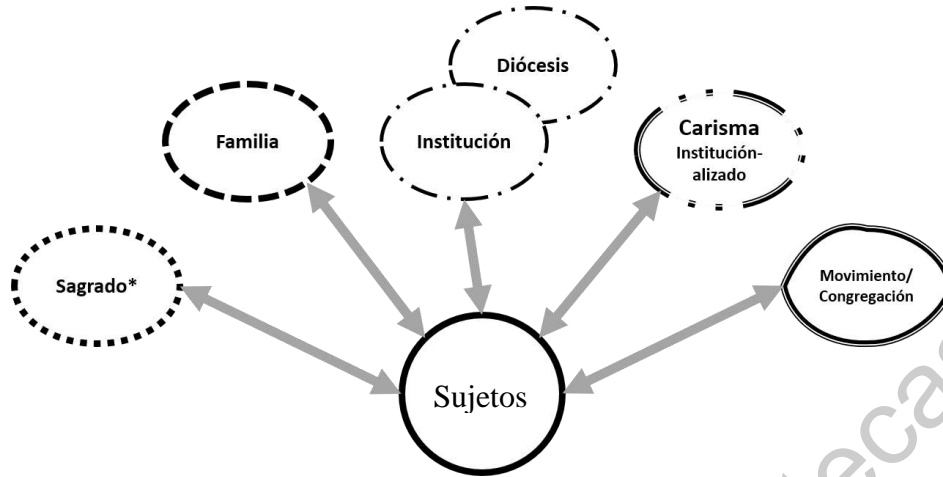 Diócesis
Familia
Institución
Carisma
Institución-
alizado
Sagrado*
Movimiento/
Congregación
Sujetos